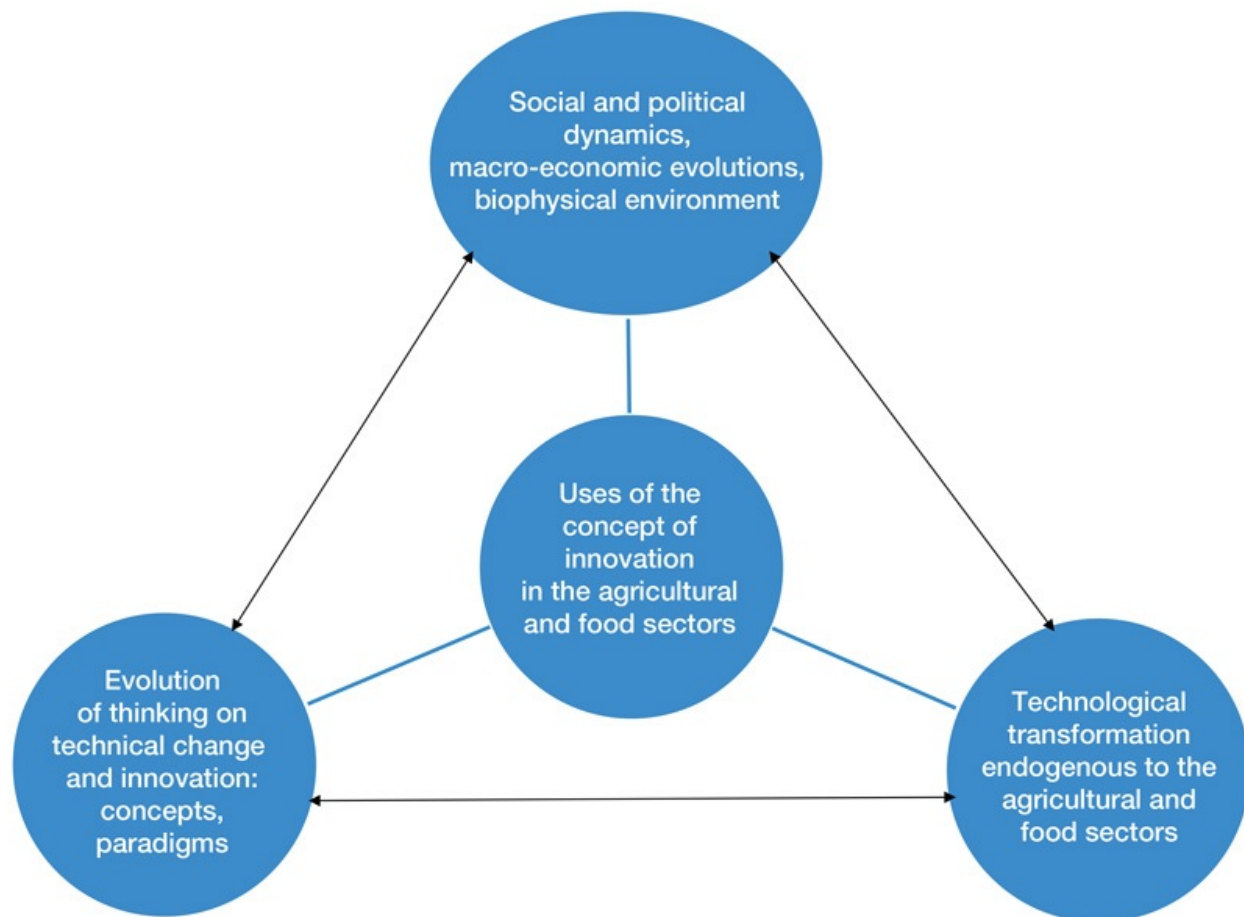 Social and political
dynamics,
macro-economic evolutions,
biophysical environment
Uses of the
concept of
innovation
in the agricultural
and food sectors
Evolution
of thinking on
technical change
and innovation:
concepts,
paradigms
Technological
transformation
endogenous to the
agricultural and
food sectors